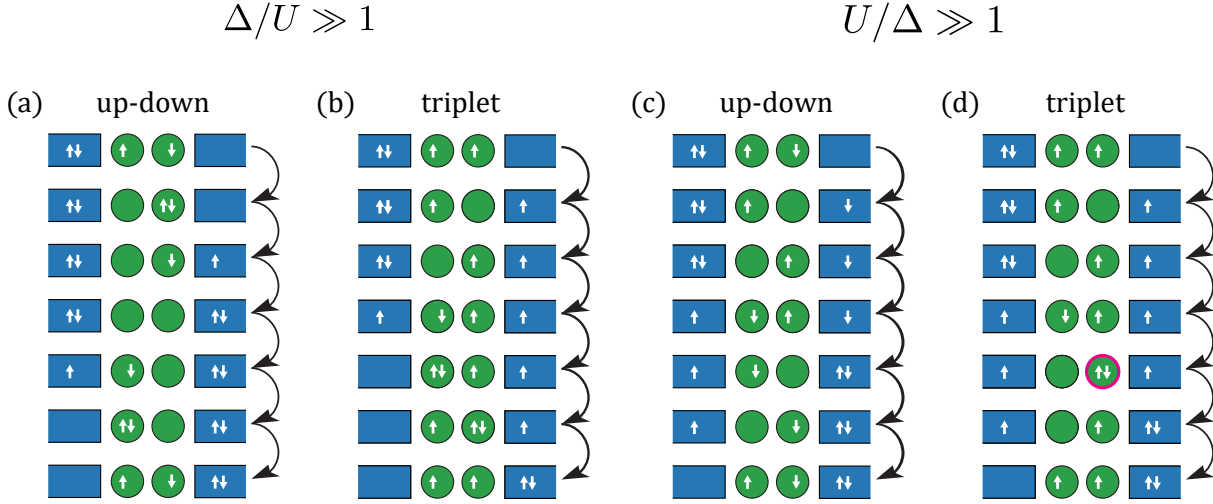 Δ/U ≫ 1
U/Δ ≫ 1
(a) up-down
(b) triplet
(c) up-down
(d) triplet